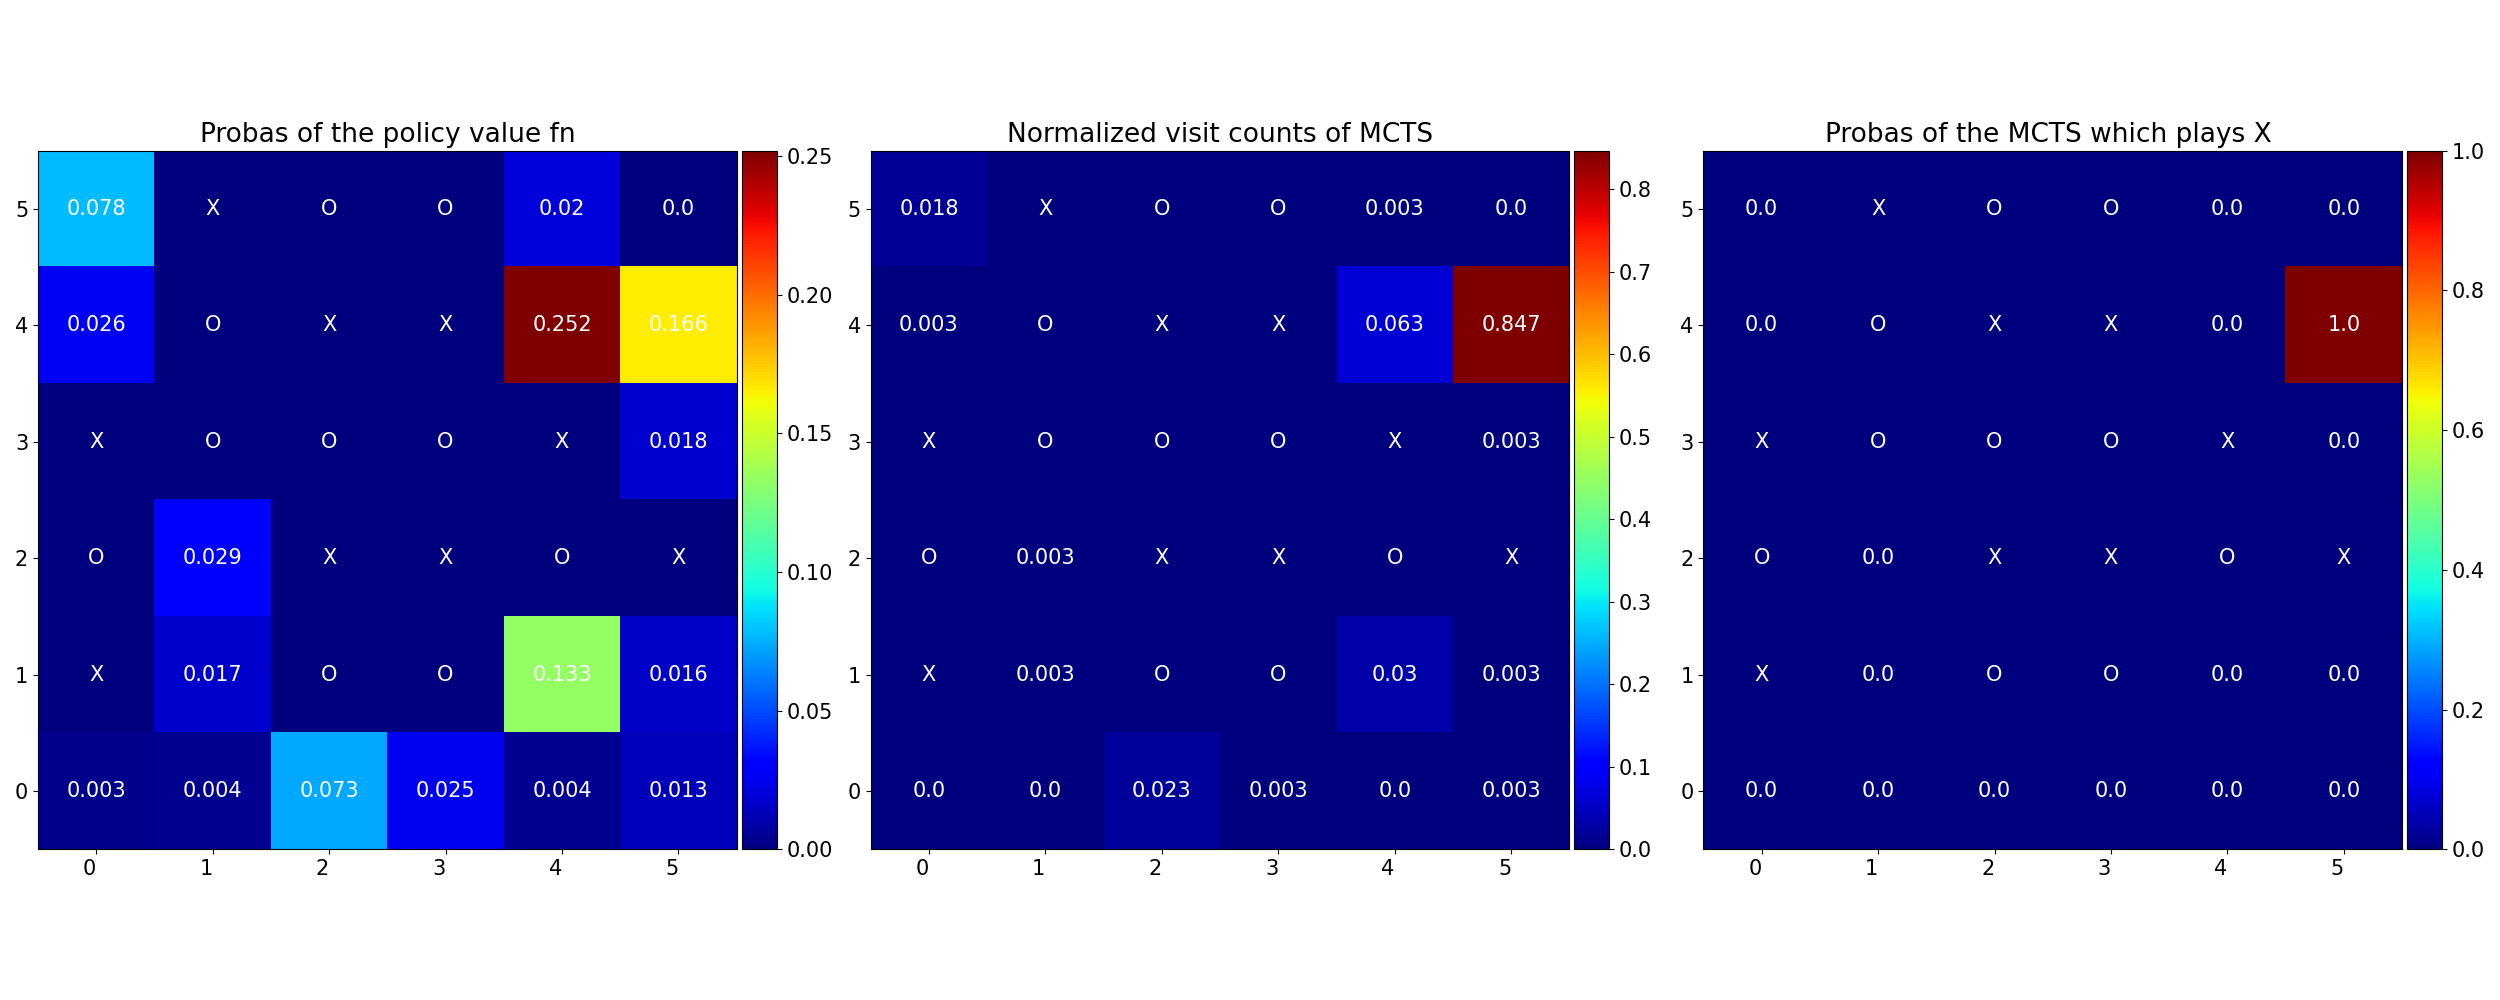 Probas of the policy value fn
5 0.078 X O O 0.02 0.0
4 0.026 O X X 0.252 0.166
3 X O O O X 0.018
2 O 0.029 X X O X
1 X 0.017 O O 0.133 0.016
0 0.003 0.004 0.073 0.025 0.004 0.013
0 1 2 3 4 5
0.25
0.20
0.15
0.10
0.05
0.00
Normalized visit counts of MCTS
5 0.018 X O O 0.003 0.0
4 0.003 O X X 0.063 0.847
3 X O O O X 0.003
2 O 0.003 X X O X
1 X 0.003 O O 0.03 0.003
0 0.0 0.0 0.023 0.003 0.0 0.003
0 1 2 3 4 5
0.8
0.7
0.6
0.5
0.4
0.3
0.2
0.1
0.0
Probas of the MCTS which plays X
5 0.0 X O O 0.0 0.0
4 0.0 O X X 0.0 1.0
3 X O O O X 0.0
2 O 0.0 X X O X
1 X 0.0 O O 0.0 0.0
0 0.0 0.0 0.0 0.0 0.0 0.0
0 1 2 3 4 5
1.0
0.8
0.6
0.4
0.2
0.0